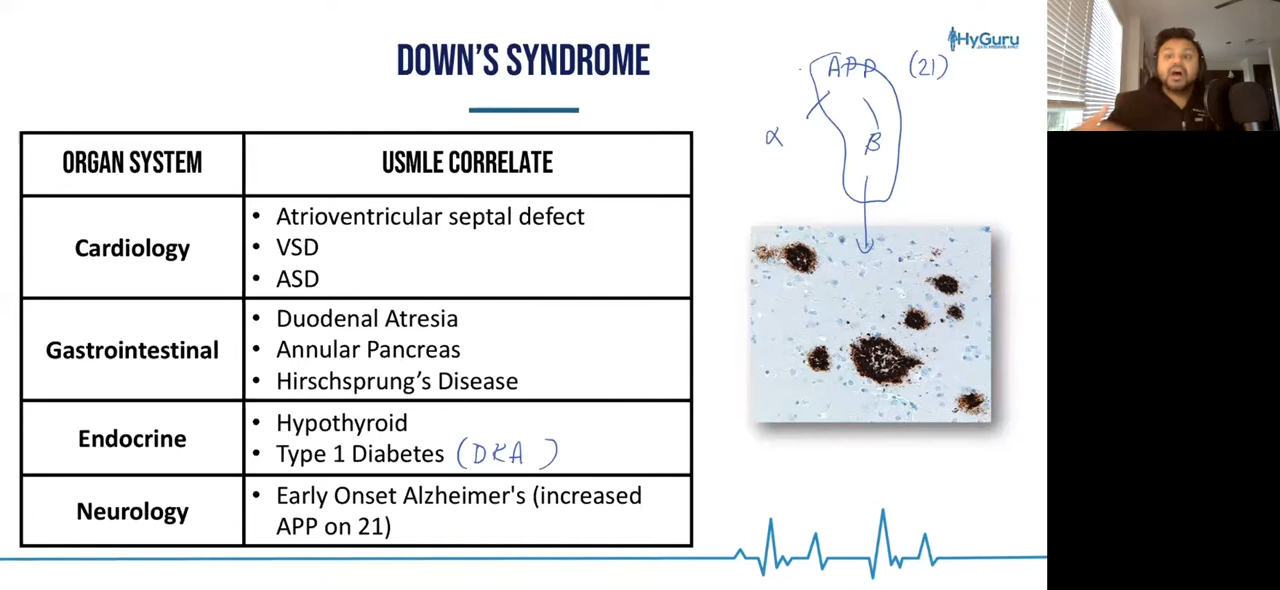 HyGuru
DOWN'S SYNDROME
APP (21)
α
β
ORGAN SYSTEM
USMLE CORRELATE
Cardiology
• Atrioventricular septal defect
• VSD
• ASD
Gastrointestinal
• Duodenal Atresia
• Annular Pancreas
• Hirschsprung's Disease
Endocrine
• Hypothyroid
• Type 1 Diabetes (DKA )
Neurology
• Early Onset Alzheimer's (increased
APP on 21)